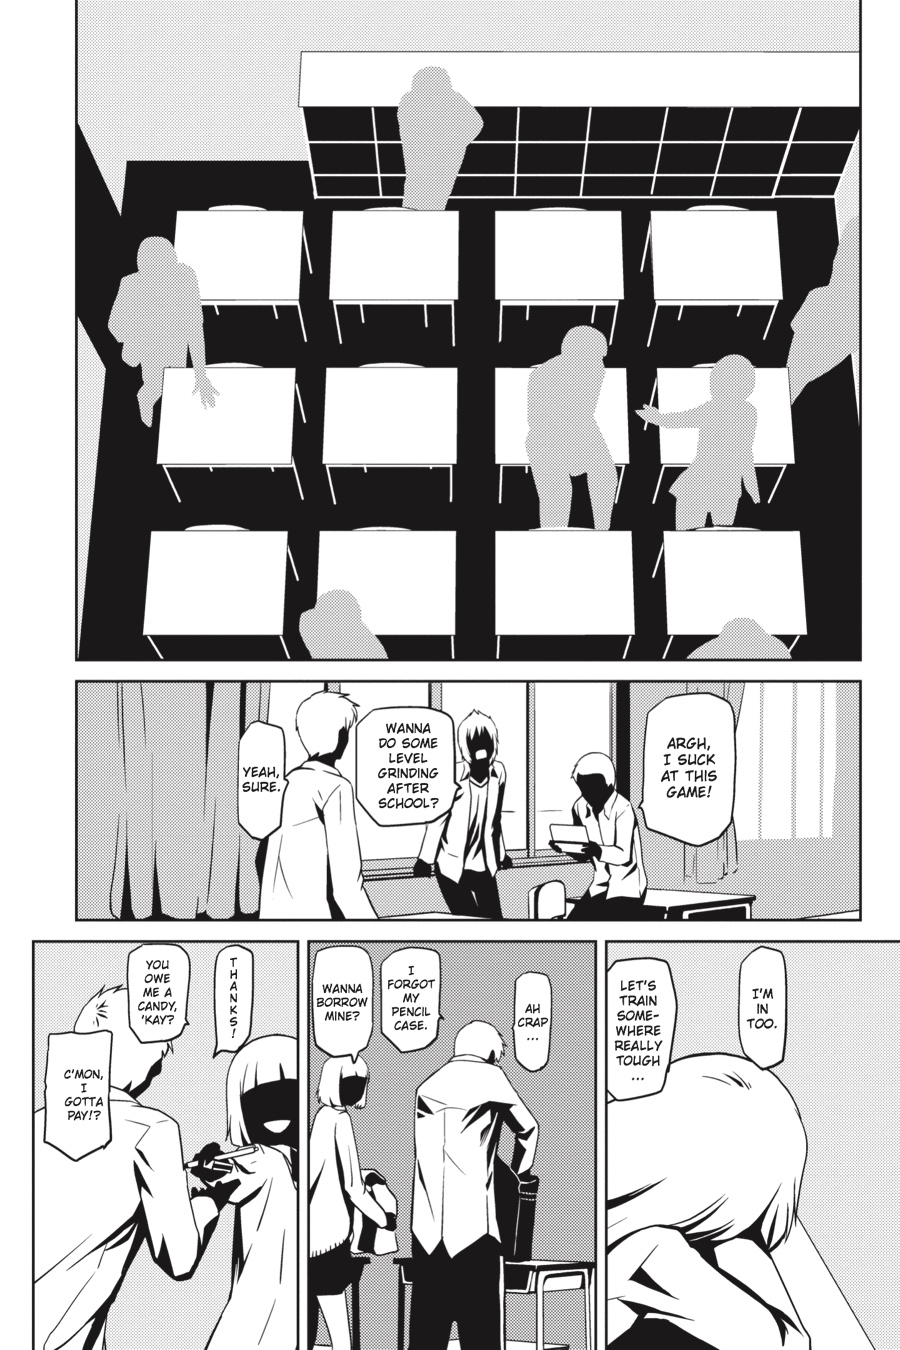 ARGH,
I SUCK
AT THIS
GAME!
WANNA
DO SOME
LEVEL
GRINDING
AFTER
SCHOOL?
YEAH,
SURE.
I'M
IN
TOO.
LET'S
TRAIN
SOME-
WHERE
REALLY
TOUGH
...
AH
CRAP
...
I
FORGOT
MY
PENCIL
CASE.
WANNA
BORROW
MINE?
THANKS!
YOU
OWE
ME A
CANDY,
'KAY?
C'MON,
I
GOTTA
PAY!?